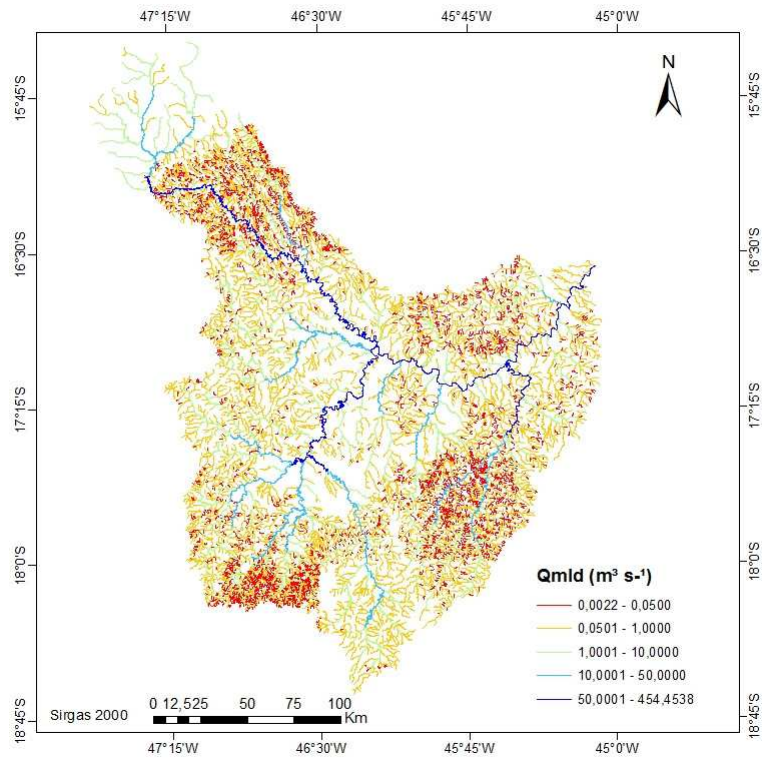 47°15'W 46°30'W 45°45'W 45°0'W
N
15°45'S 15°45'S
16°30'S 16°30'S
17°15'S 17°15'S
18°0'S 18°0'S
18°45'S 18°45'S
Qmld (m³ s-¹)
0,0022 - 0,0500
0,0501 - 1,0000
1,0001 - 10,0000
10,0001 - 50,0000
50,0001 - 454,4538
Sirgas 2000
0 12,525 50 75 100
Km
47°15'W 46°30'W 45°45'W 45°0'W